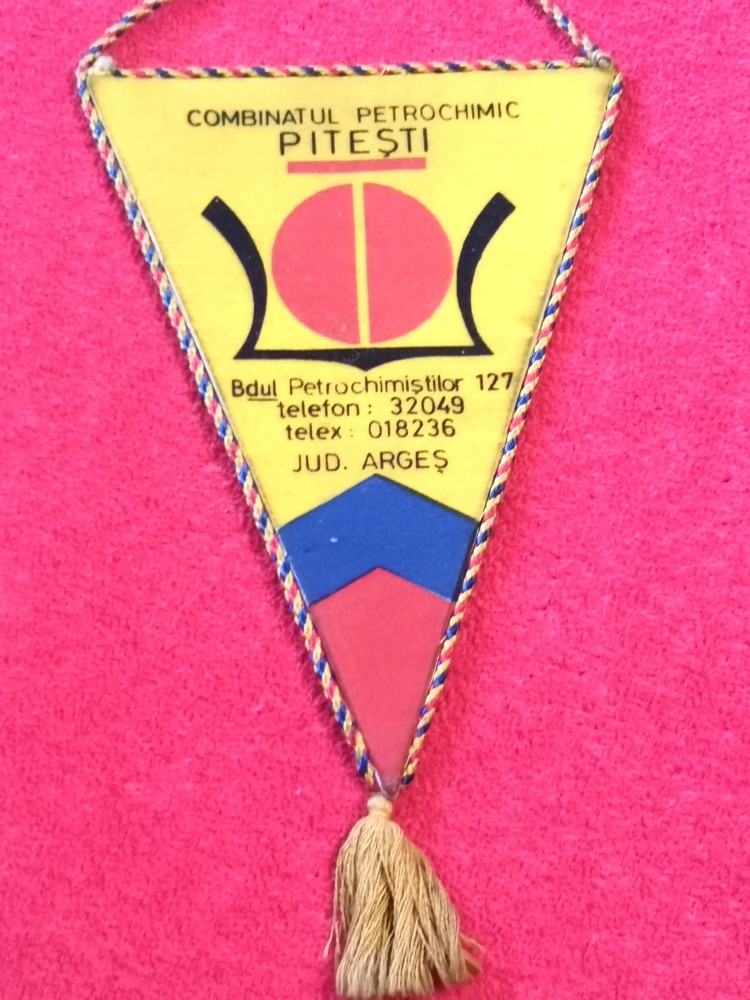 COMBINATUL PETROCHIMIC
PITEȘTI
Bdul Petrochimiștilor 127
telefon: 32049
telex: 018236
JUD. ARGEȘ